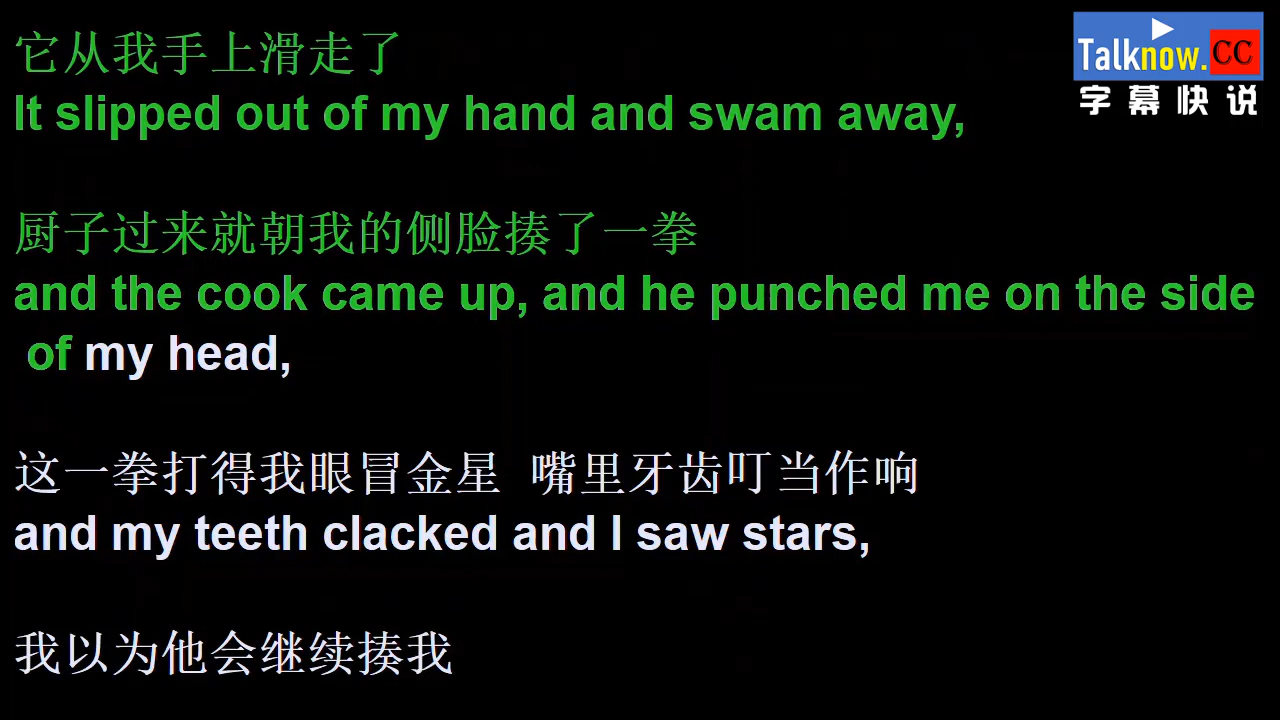 它从我手上滑走了
It slipped out of my hand and swam away,
厨子过来就朝我的侧脸揍了一拳
and the cook came up, and he punched me on the side
of my head,
这一拳打得我眼冒金星 嘴里牙齿叮当作响
and my teeth clacked and I saw stars,
我以为他会继续揍我
Talknow.CC
字幕快说